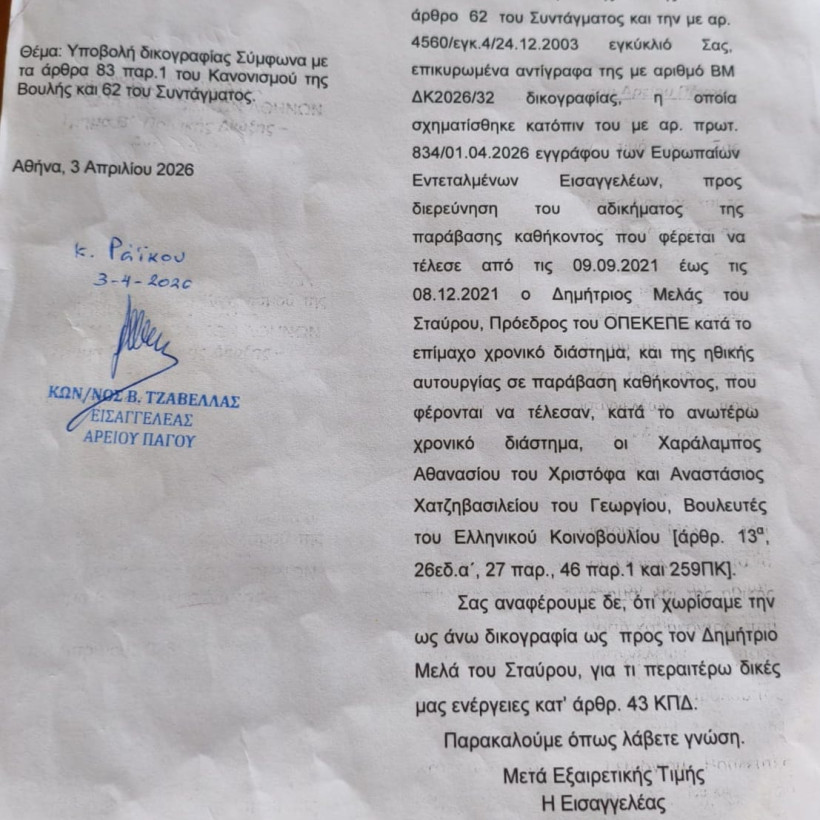 Θέμα: Υποβολή δικογραφίας Σύμφωνα με
τα άρθρα 83 παρ.1 του Κανονισμού της
Βουλής και 62 του Συντάγματος.
Αθήνα, 3 Απριλίου 2026
κ. Ράϊκου
3-4-2026
ΚΩΝ/ΝΟΣ Β. ΤΖΑΒΕΛΛΑΣ
ΕΙΣΑΓΓΕΛΕΑΣ
ΑΡΕΙΟΥ ΠΑΓΟΥ
άρθρο 62 του Συντάγματος και την με αρ.
4560/εγκ.4/24.12.2003 εγκύκλιό Σας,
επικυρωμένα αντίγραφα της με αριθμό ΒΜ
ΔΚ2026/32 δικογραφίας, η οποία
σχηματίσθηκε κατόπιν του με αρ. πρωτ.
834/01.04.2026 εγγράφου των Ευρωπαίων
Εντεταλμένων Εισαγγελέων, προς
διερεύνηση του αδικήματος της
παράβασης καθήκοντος που φέρεται να
τέλεσε από τις 09.09.2021 έως τις
08.12.2021 ο Δημήτριος Μελάς του
Σταύρου, Πρόεδρος του ΟΠΕΚΕΠΕ κατά το
επίμαχο χρονικό διάστημα, και της ηθικής
αυτουργίας σε παράβαση καθήκοντος, που
φέρονται να τέλεσαν, κατά το ανωτέρω
χρονικό διάστημα, οι Χαράλαμπος
Αθανασίου του Χριστόφα και Αναστάσιος
Χατζηβασιλείου του Γεωργίου, Βουλευτές
του Ελληνικού Κοινοβουλίου [άρθρ. 13α,
26εδ.α΄, 27 παρ., 46 παρ.1 και 259ΠΚ].
Σας αναφέρουμε δε, ότι χωρίσαμε την
ως άνω δικογραφία ως προς τον Δημήτριο
Μελά του Σταύρου, για τι περαιτέρω δικές
μας ενέργειες κατ' άρθρ. 43 ΚΠΔ.
Παρακαλούμε όπως λάβετε γνώση.
Μετά Εξαιρετικής Τιμής
Η Εισαγγελέας